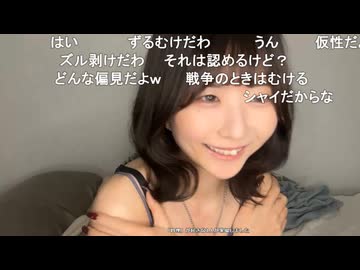 はい ずるむけだわ うん 仮性だ
ズル剥けだわ それは認めるけど？
どんな偏見だよw 戦争のときはむける
シャイだからな